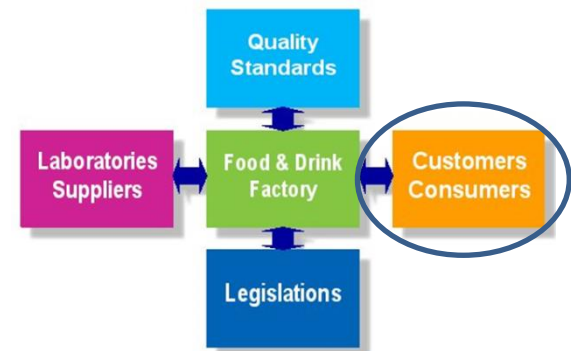 Quality
Standards
Laboratories
Suppliers
Food & Drink
Factory
Customers
Consumers
Legislations